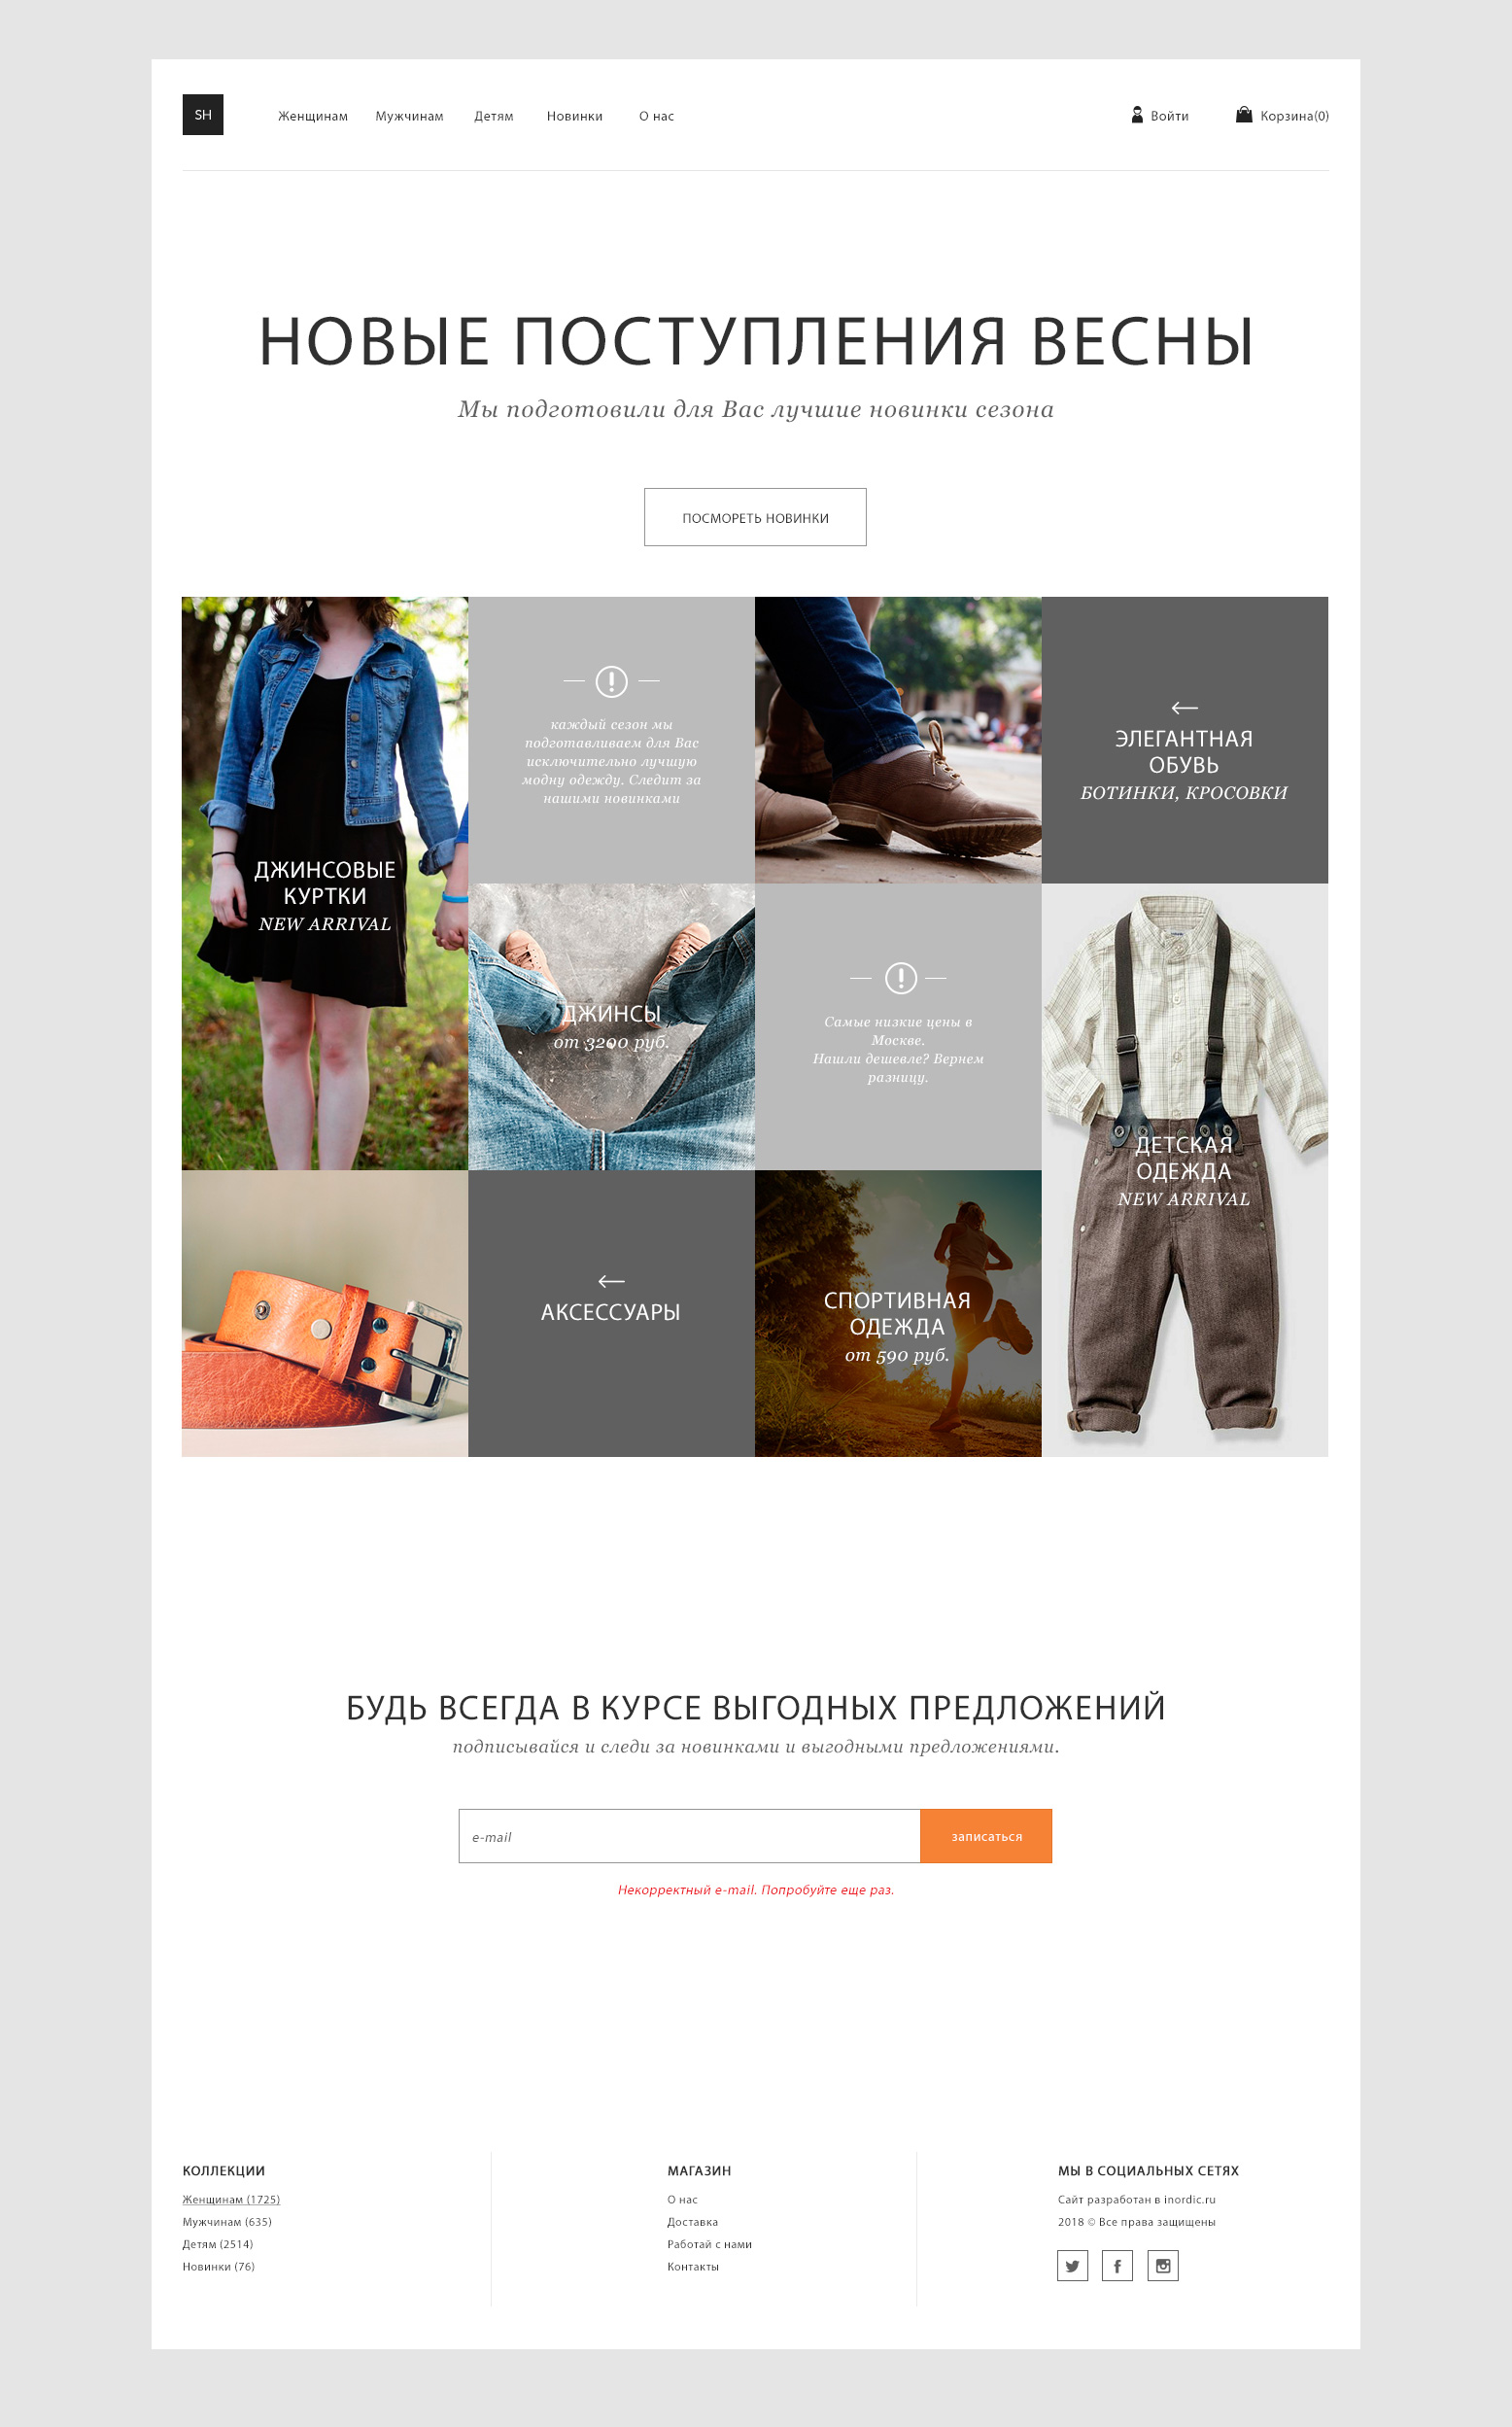 SH
Женщинам Мужчинам Детям Новинки О нас
Войти Корзина(0)
НОВЫЕ ПОСТУПЛЕНИЯ ВЕСНЫ
Мы подготовили для Вас лучшие новинки сезона
ПОСМОРЕТЬ НОВИНКИ
ДЖИНСОВЫЕ
КУРТКИ
NEW ARRIVAL
каждый сезон мы
подготавливаем для Вас
исключительно лучшую
модну одежду. Следит за
нашими новинками
ЭЛЕГАНТНАЯ
ОБУВЬ
БОТИНКИ, КРОСОВКИ
ДЖИНСЫ
от 3200 руб.
Самые низкие цены в
Москве.
Нашли дешевле? Вернем
разницу.
ДЕТСКАЯ
ОДЕЖДА
NEW ARRIVAL
АКСЕССУАРЫ
СПОРТИВНАЯ
ОДЕЖДА
от 590 руб.
БУДЬ ВСЕГДА В КУРСЕ ВЫГОДНЫХ ПРЕДЛОЖЕНИЙ
подписывайся и следи за новинками и выгодными предложениями.
e-mail
записаться
Некорректный e-mail. Попробуйте еще раз.
КОЛЛЕКЦИИ
Женщинам (1725)
Мужчинам (635)
Детям (2514)
Новинки (76)
МАГАЗИН
О нас
Доставка
Работай с нами
Контакты
МЫ В СОЦИАЛЬНЫХ СЕТЯХ
Сайт разработан в inordic.ru
2018 © Все права защищены